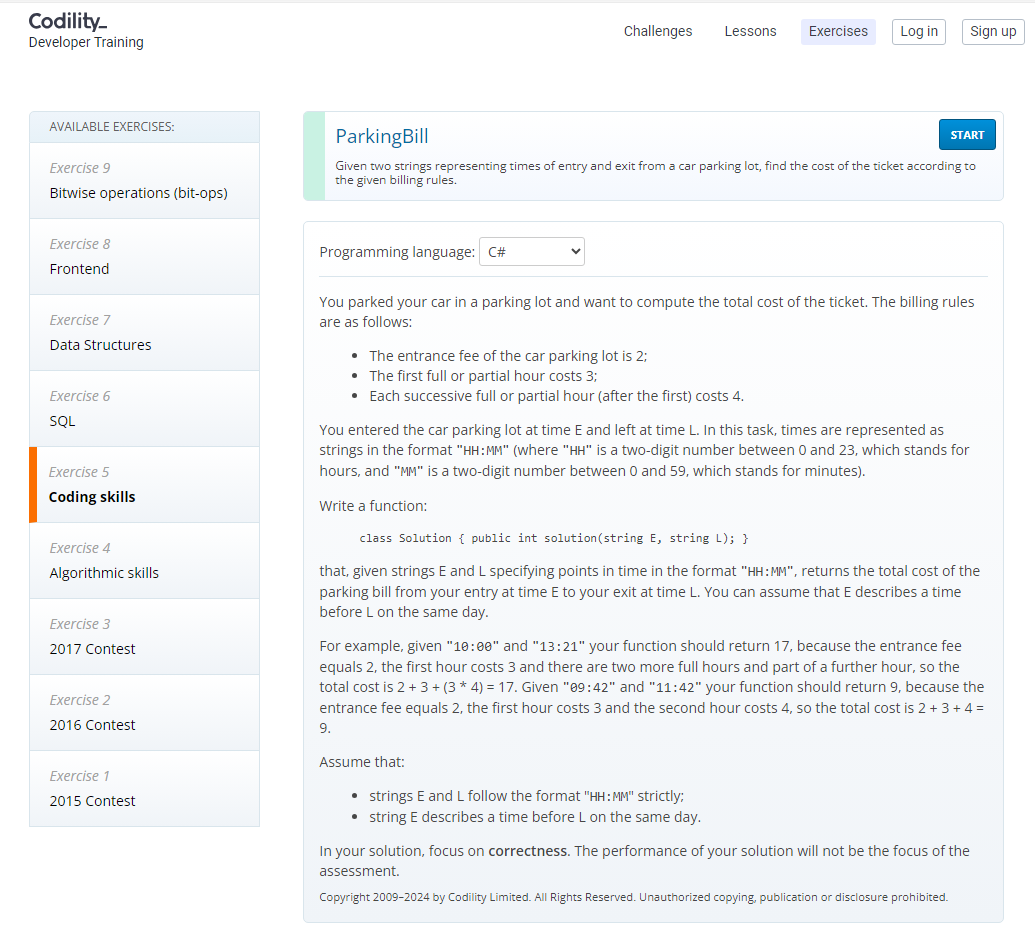 Codility_
Developer Training
Challenges
Lessons
Exercises
Log in
Sign up
AVAILABLE EXERCISES:
Exercise 9
Bitwise operations (bit-ops)
Exercise 8
Frontend
Exercise 7
Data Structures
Exercise 6
SQL
Exercise 5
Coding skills
Exercise 4
Algorithmic skills
Exercise 3
2017 Contest
Exercise 2
2016 Contest
Exercise 1
2015 Contest
ParkingBill
START
Given two strings representing times of entry and exit from a car parking lot, find the cost of the ticket according to
the given billing rules.
Programming language: C#
You parked your car in a parking lot and want to compute the total cost of the ticket. The billing rules
are as follows:
• The entrance fee of the car parking lot is 2;
• The first full or partial hour costs 3;
• Each successive full or partial hour (after the first) costs 4.
You entered the car parking lot at time E and left at time L. In this task, times are represented as
strings in the format "HH:MM" (where "HH" is a two-digit number between 0 and 23, which stands for
hours, and "MM" is a two-digit number between 0 and 59, which stands for minutes).
Write a function:
class Solution { public int solution(string E, string L); }
that, given strings E and L specifying points in time in the format "HH:MM", returns the total cost of the
parking bill from your entry at time E to your exit at time L. You can assume that E describes a time
before L on the same day.
For example, given "10:00" and "13:21" your function should return 17, because the entrance fee
equals 2, the first hour costs 3 and there are two more full hours and part of a further hour, so the
total cost is 2 + 3 + (3 * 4) = 17. Given "09:42" and "11:42" your function should return 9, because the
entrance fee equals 2, the first hour costs 3 and the second hour costs 4, so the total cost is 2 + 3 + 4 =
9.
Assume that:
• strings E and L follow the format "HH:MM" strictly;
• string E describes a time before L on the same day.
In your solution, focus on correctness. The performance of your solution will not be the focus of the
assessment.
Copyright 2009–2024 by Codility Limited. All Rights Reserved. Unauthorized copying, publication or disclosure prohibited.